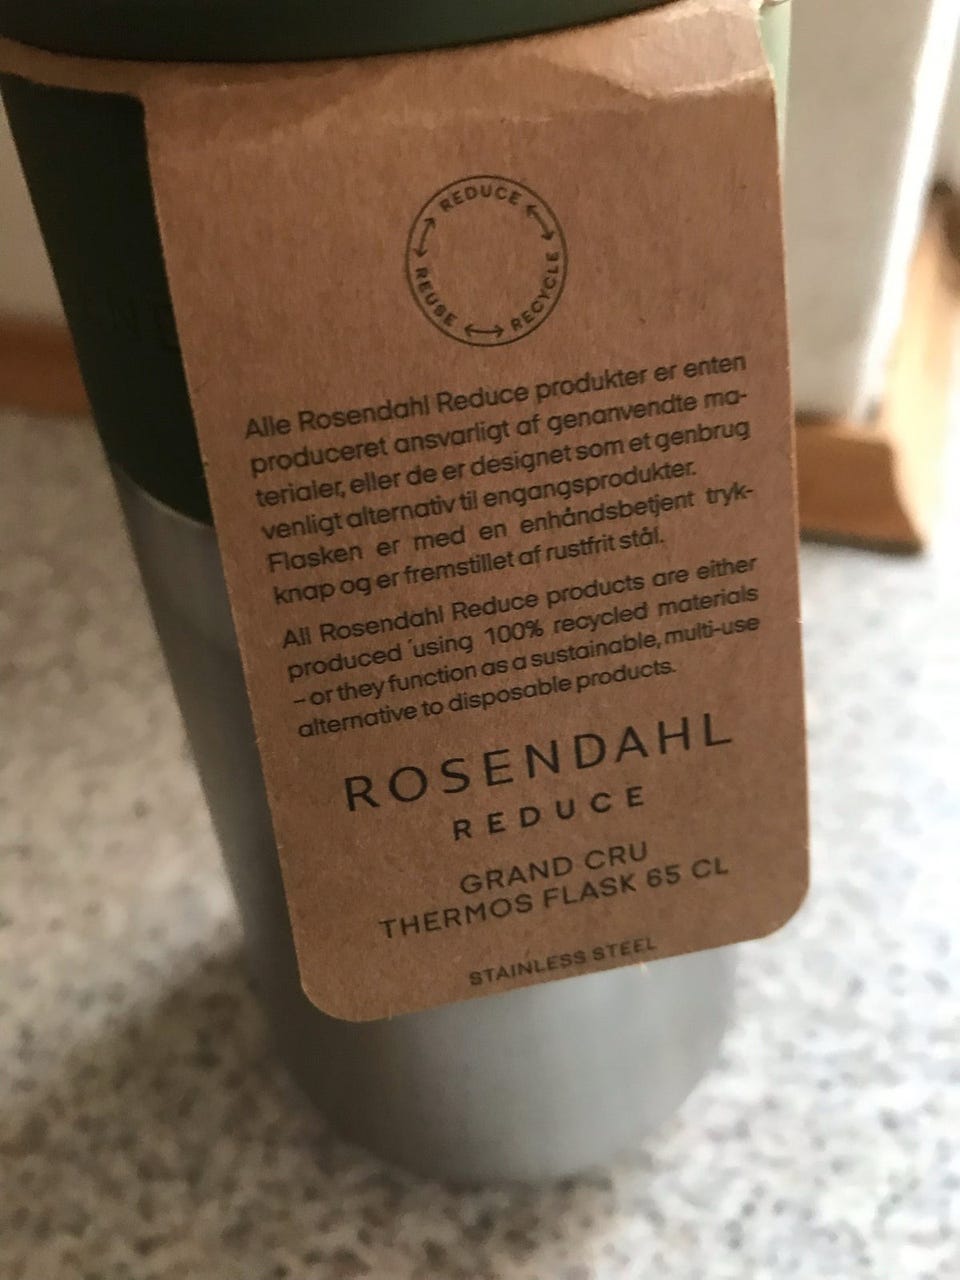 REDUCE
REUSE
RECYCLE
Alle Rosendahl Reduce produkter er enten
produceret ansvarligt af genanvendte ma-
terialer, eller de er designet som et genbrug
venligt alternativ til engangsprodukter.
Flasken er med en enhåndsbetjent tryk-
knap og er fremstillet af rustfrit stål.
All Rosendahl Reduce products are either
produced ´using 100% recycled materials
– or they function as a sustainable, multi-use
alternative to disposable products.
ROSENDAHL
REDUCE
GRAND CRU
THERMOS FLASK 65 CL
STAINLESS STEEL